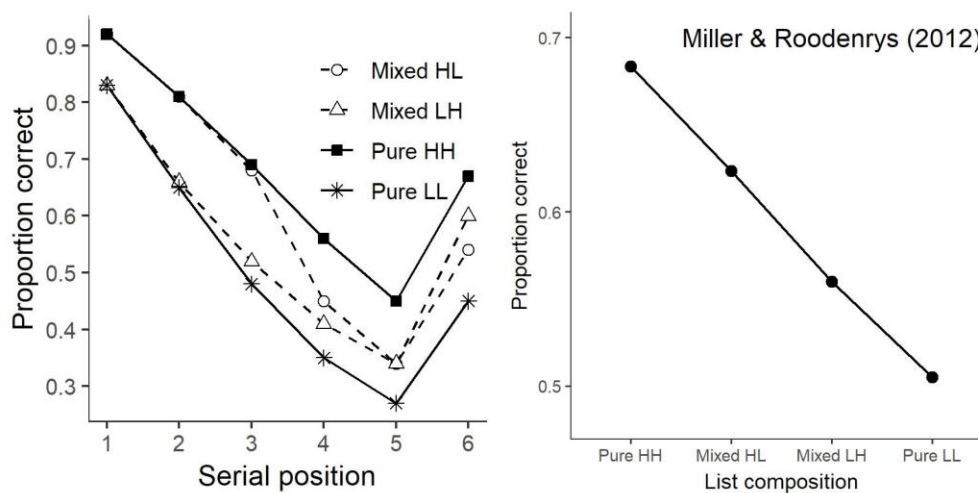 Proportion correct
0.9
0.8
0.7
0.6
0.5
0.4
0.3
1 2 3 4 5 6
Serial position
Mixed HL
Mixed LH
Pure HH
Pure LL
Miller & Roodenrys (2012)
Proportion correct
0.7
0.6
0.5
Pure HH Mixed HL Mixed LH Pure LL
List composition